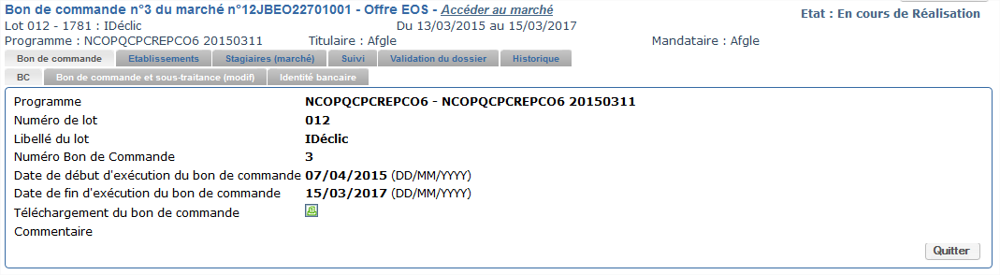 Bon de commande n°3 du marché n°12JBEO22701001 - Offre EOS - Accéder au marché Etat : En cours de Réalisation
Lot 012 - 1781 : IDéclic Du 13/03/2015 au 15/03/2017
Programme : NCOPQCPCREPCO6 20150311 Titulaire : Afgle Mandataire : Afgle
Bon de commande Etablissements Stagiaires (marché) Suivi Validation du dossier Historique
BC Bon de commande et sous-traitance (modif) Identité bancaire
Programme NCOPQCPCREPCO6 - NCOPQCPCREPCO6 20150311
Numéro de lot 012
Libellé du lot IDéclic
Numéro Bon de Commande 3
Date de début d'exécution du bon de commande 07/04/2015 (DD/MM/YYYY)
Date de fin d'exécution du bon de commande 15/03/2017 (DD/MM/YYYY)
Téléchargement du bon de commande
Commentaire
Quitter